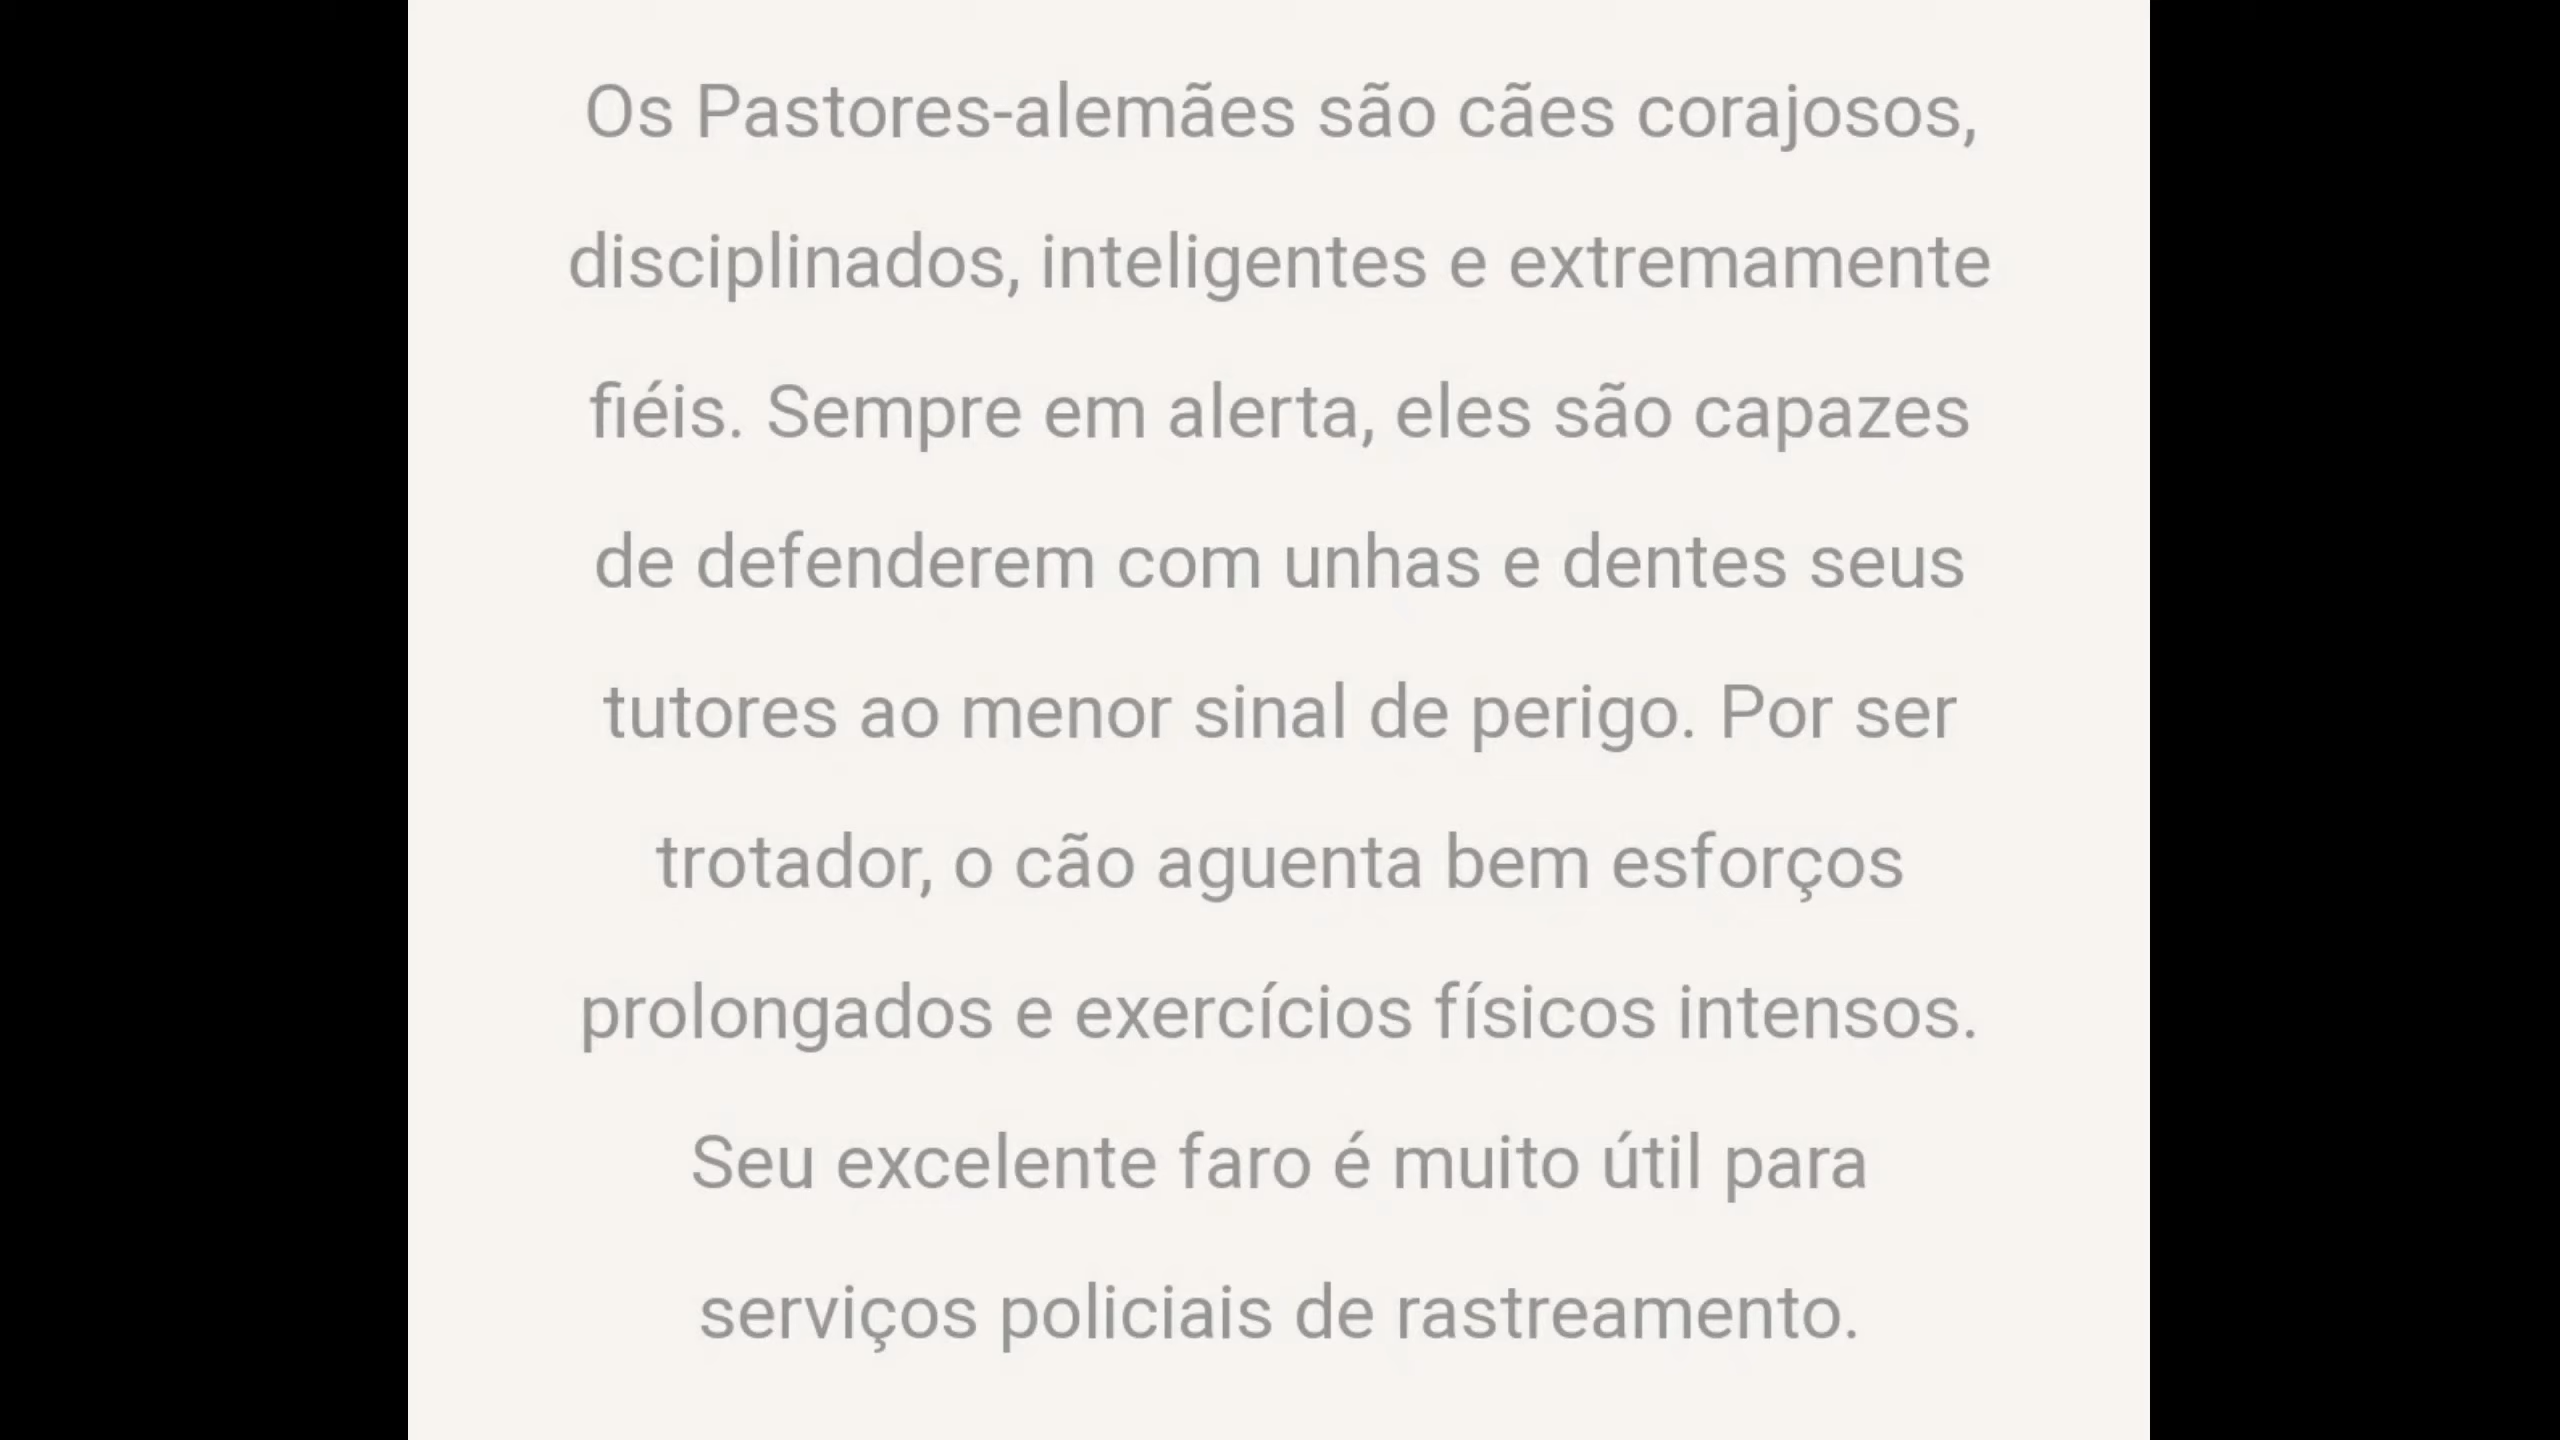 Os Pastores-alemães são cães corajosos,
disciplinados, inteligentes e extremamente
fiéis. Sempre em alerta, eles são capazes
de defenderem com unhas e dentes seus
tutores ao menor sinal de perigo. Por ser
trotador, o cão aguenta bem esforços
prolongados e exercícios físicos intensos.
Seu excelente faro é muito útil para
serviços policiais de rastreamento.